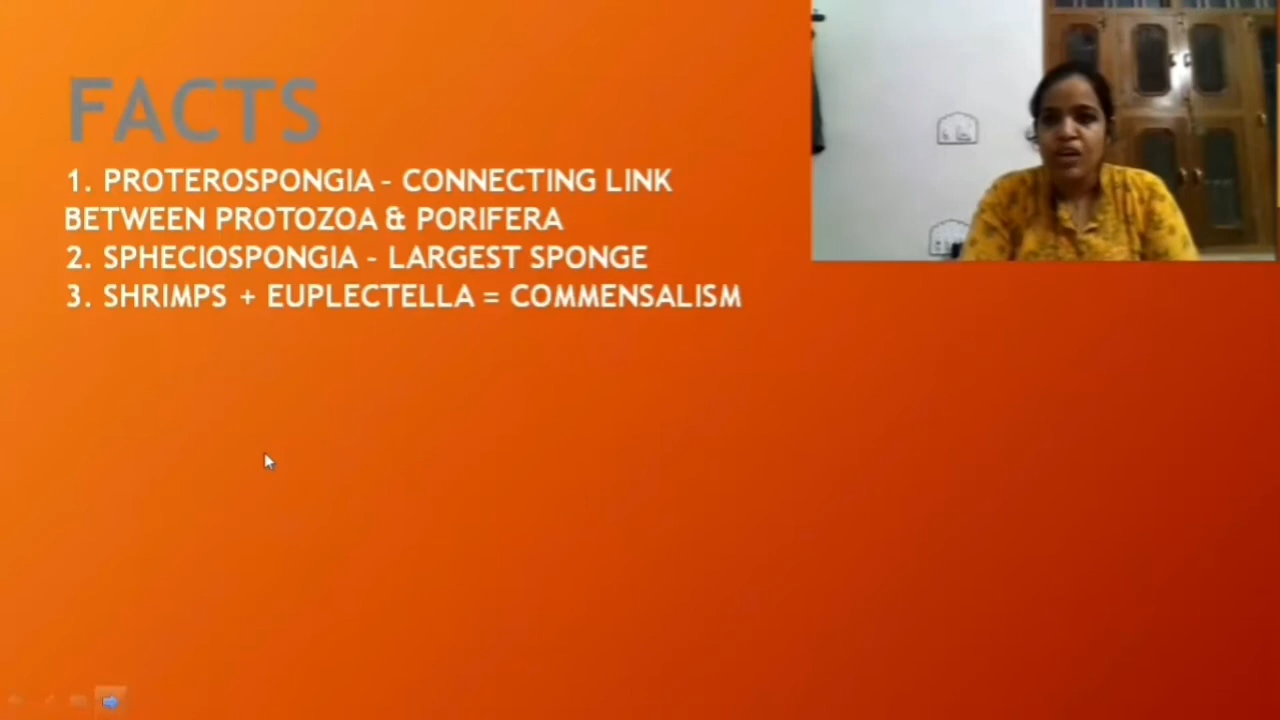 FACTS
1. PROTEROSPONGIA – CONNECTING LINK
BETWEEN PROTOZOA & PORIFERA
2. SPHECIOSPONGIA – LARGEST SPONGE
3. SHRIMPS + EUPLECTELLA = COMMENSALISM